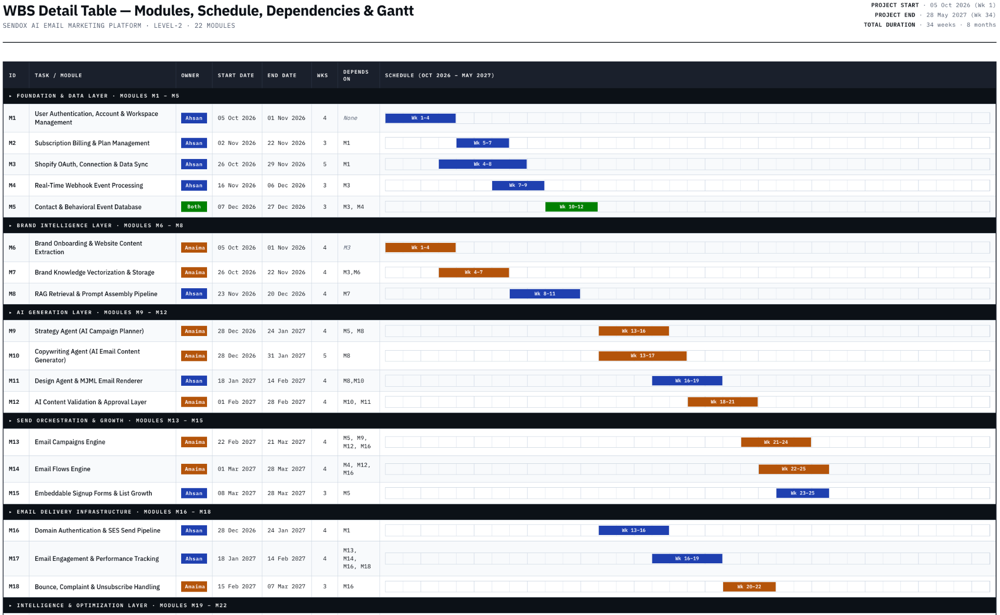 WBS Detail Table — Modules, Schedule, Dependencies & Gantt
SENDOX AI EMAIL MARKETING PLATFORM · LEVEL-2 · 22 MODULES
PROJECT START · 05 Oct 2026 (Wk 1)
PROJECT END · 28 May 2027 (Wk 34)
TOTAL DURATION · 34 weeks · 8 months
ID TASK / MODULE OWNER START DATE END DATE WKS DEPENDS ON SCHEDULE (OCT 2026 – MAY 2027)
▸ FOUNDATION & DATA LAYER · MODULES M1 – M5
M1 User Authentication, Account & Workspace Management Ahsan 05 Oct 2026 01 Nov 2026 4 None Wk 1–4
M2 Subscription Billing & Plan Management Ahsan 02 Nov 2026 22 Nov 2026 3 M1 Wk 5–7
M3 Shopify OAuth, Connection & Data Sync Ahsan 26 Oct 2026 29 Nov 2026 5 M1 Wk 4–8
M4 Real-Time Webhook Event Processing Ahsan 16 Nov 2026 06 Dec 2026 3 M3 Wk 7–9
M5 Contact & Behavioral Event Database Both 07 Dec 2026 27 Dec 2026 3 M3, M4 Wk 10–12
▸ BRAND INTELLIGENCE LAYER · MODULES M6 – M8
M6 Brand Onboarding & Website Content Extraction Amaima 05 Oct 2026 01 Nov 2026 4 M3 Wk 1–4
M7 Brand Knowledge Vectorization & Storage Amaima 26 Oct 2026 22 Nov 2026 4 M3,M6 Wk 4–7
M8 RAG Retrieval & Prompt Assembly Pipeline Ahsan 23 Nov 2026 20 Dec 2026 4 M7 Wk 8–11
▸ AI GENERATION LAYER · MODULES M9 – M12
M9 Strategy Agent (AI Campaign Planner) Amaima 28 Dec 2026 24 Jan 2027 4 M5, M8 Wk 13–16
M10 Copywriting Agent (AI Email Content Generator) Amaima 28 Dec 2026 31 Jan 2027 5 M8 Wk 13–17
M11 Design Agent & MJML Email Renderer Ahsan 18 Jan 2027 14 Feb 2027 4 M8,M10 Wk 16–19
M12 AI Content Validation & Approval Layer Amaima 01 Feb 2027 28 Feb 2027 4 M10, M11 Wk 18–21
▸ SEND ORCHESTRATION & GROWTH · MODULES M13 – M15
M13 Email Campaigns Engine Amaima 22 Feb 2027 21 Mar 2027 4 M5, M9, M12, M16 Wk 21–24
M14 Email Flows Engine Amaima 01 Mar 2027 28 Mar 2027 4 M4, M12, M16 Wk 22–25
M15 Embeddable Signup Forms & List Growth Ahsan 08 Mar 2027 28 Mar 2027 3 M5 Wk 23–25
▸ EMAIL DELIVERY INFRASTRUCTURE · MODULES M16 – M18
M16 Domain Authentication & SES Send Pipeline Ahsan 28 Dec 2026 24 Jan 2027 4 M1 Wk 13–16
M17 Email Engagement & Performance Tracking Ahsan 18 Jan 2027 14 Feb 2027 4 M13, M14, M16, M18 Wk 16–19
M18 Bounce, Complaint & Unsubscribe Handling Amaima 15 Feb 2027 07 Mar 2027 3 M16 Wk 20–22
▸ INTELLIGENCE & OPTIMIZATION LAYER · MODULES M19 – M22